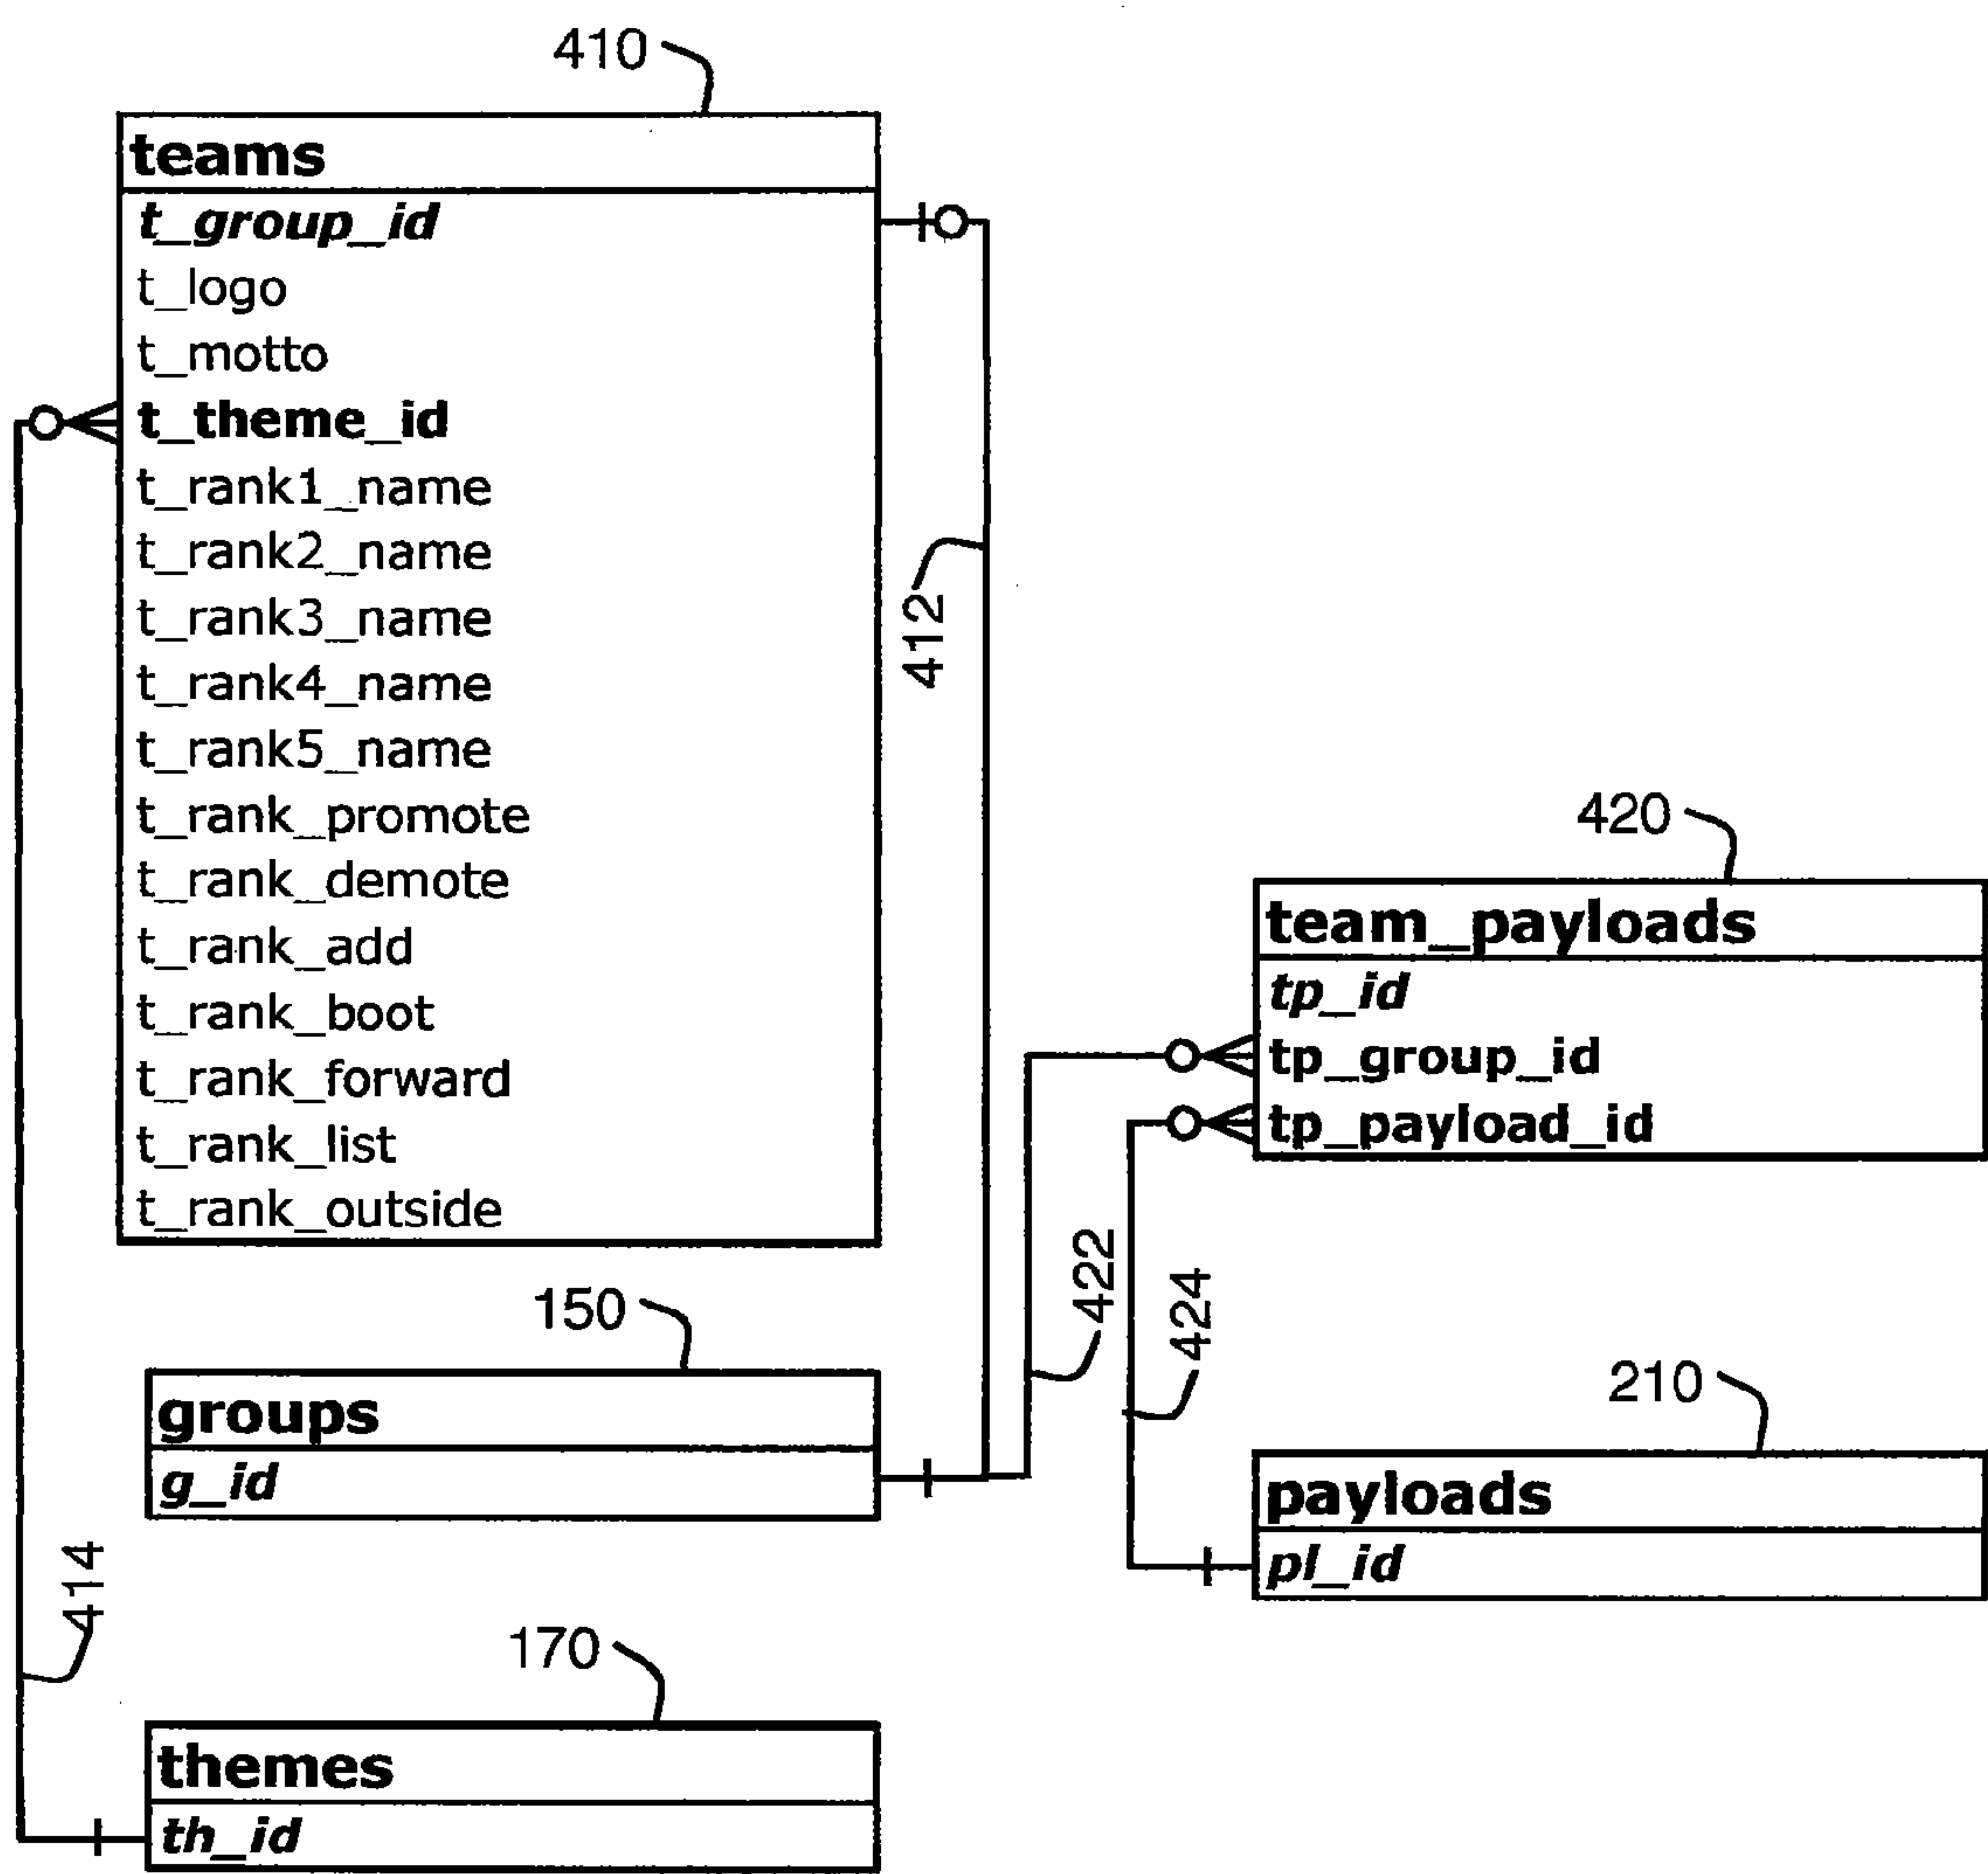 410
teams
t_group_id
t_logo
t_motto
t_theme_id
t_rank1_name
t_rank2_name
t_rank3_name
t_rank4_name
t_rank5_name
t_rank_promote
t_rank_demote
t_rank_add
t_rank_boot
t_rank_forward
t_rank_list
t_rank_outside
412
420
team_payloads
tp_id
tp_group_id
tp_payload_id
422
424
150
groups
g_id
210
payloads
pl_id
414
170
themes
th_id